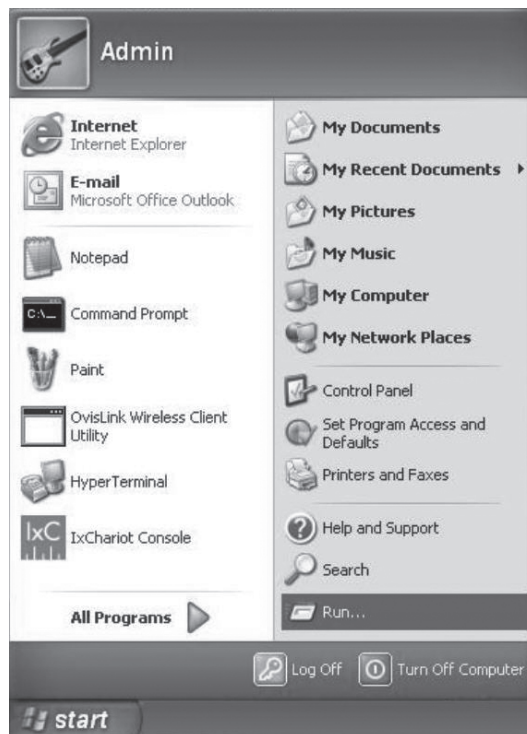 Admin
Internet
Internet Explorer
E-mail
Microsoft Office Outlook
Notepad
C:\_
Command Prompt
Paint
OvisLink Wireless Client
Utility
HyperTerminal
IxC
IxChariot Console
All Programs
My Documents
My Recent Documents
My Pictures
My Music
My Computer
My Network Places
Control Panel
Set Program Access and
Defaults
Printers and Faxes
Help and Support
Search
Run...
Log Off
Turn Off Computer
start